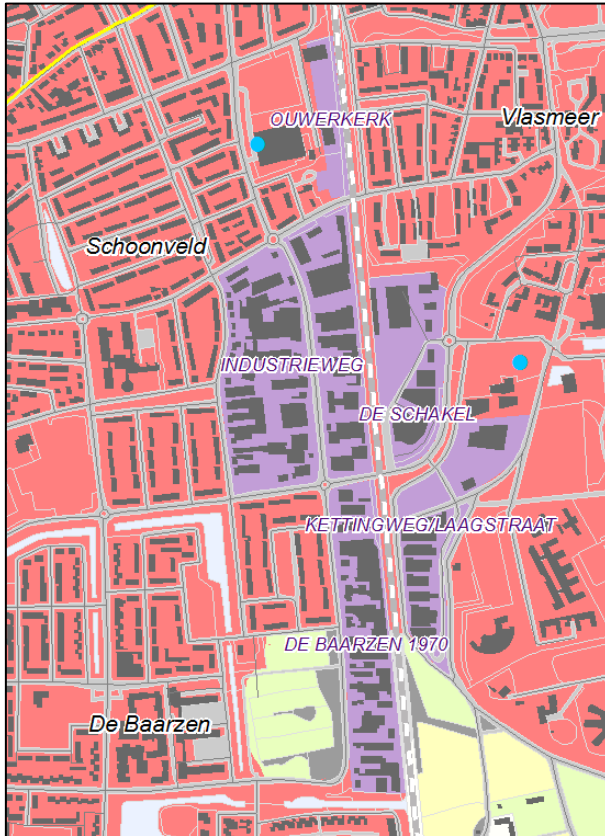 OUWERKERK
Vlasmeer
Schoonveld
INDUSTRIEWEG
DE SCHAKEL
KETTINGWEG/LAAGSTRAAT
DE BAARZEN 1970
De Baarzen